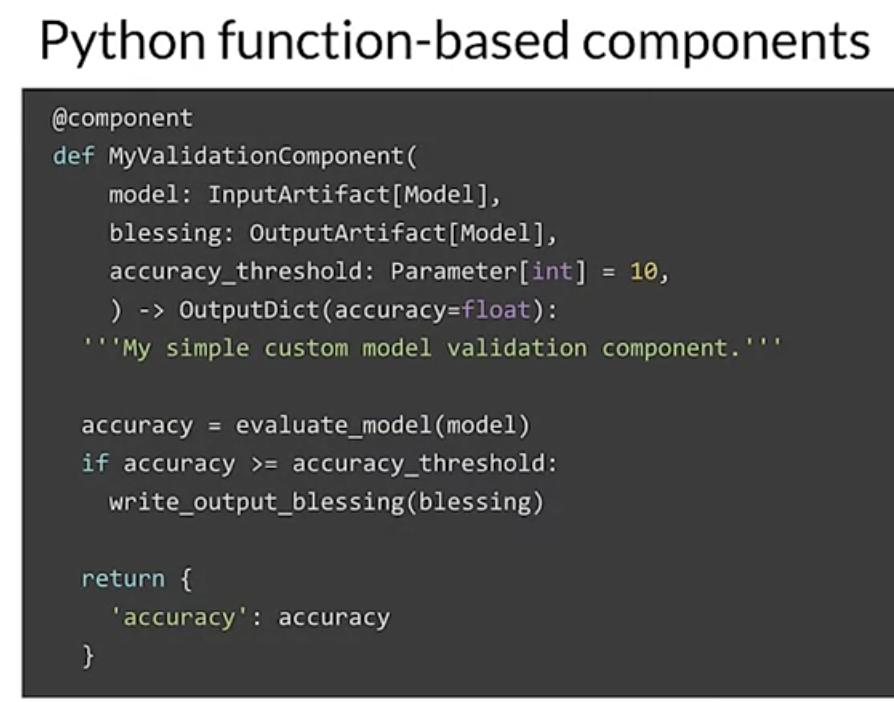 Python function-based components
@component
def MyValidationComponent(
    model: InputArtifact[Model],
    blessing: OutputArtifact[Model],
    accuracy_threshold: Parameter[int] = 10,
    ) -> OutputDict(accuracy=float):
  '''My simple custom model validation component.'''
  accuracy = evaluate_model(model)
  if accuracy >= accuracy_threshold:
    write_output_blessing(blessing)
  return {
    'accuracy': accuracy
  }